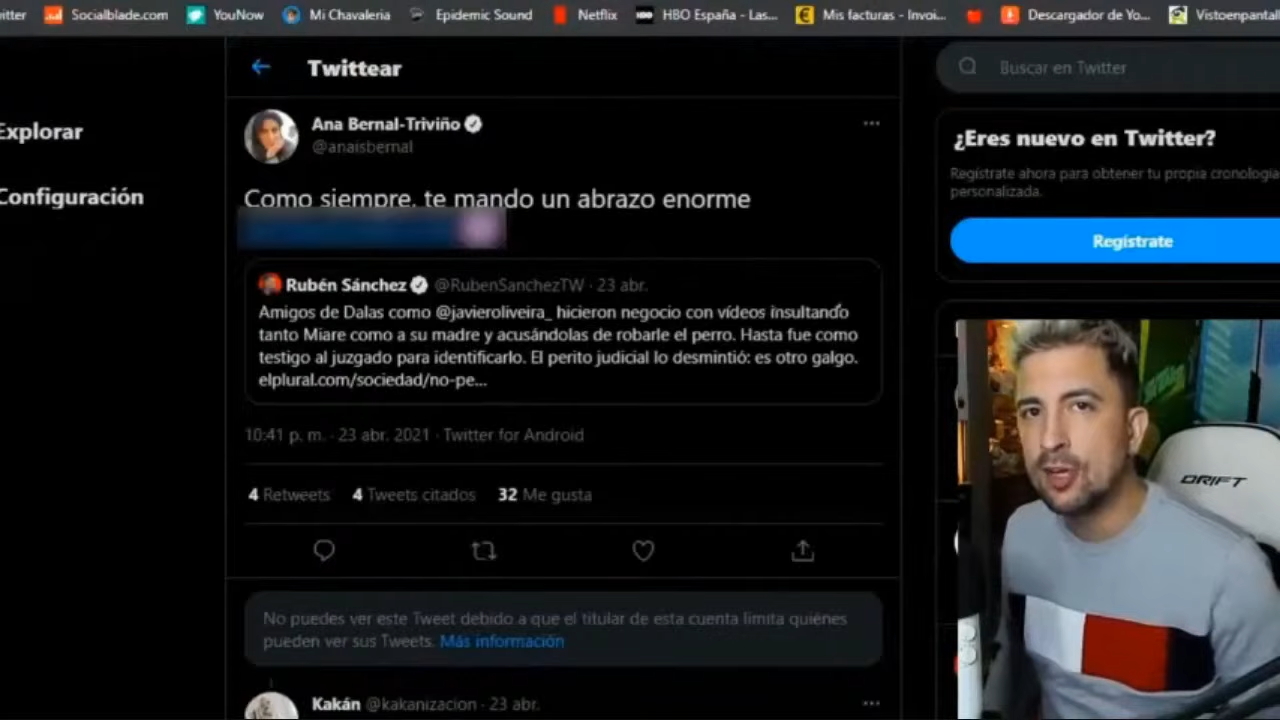 Socialblade.com
YouNow
Mi Chavaleria
Epidemic Sound
Netflix
HBO España - Las...
Mis facturas - Invoi...
Descargador de Yo...
Explorar
Configuración
Twittear
Ana Bernal-Triviño
@anaisbernal
Como siempre, te mando un abrazo enorme
Rubén Sánchez @RubenSanchezTW · 23 abr.
Amigos de Dalas como @javieroliveira_ hicieron negocio con vídeos insultando
tanto Miare como a su madre y acusándolas de robarle el perro. Hasta fue como
testigo al juzgado para identificarlo. El perito judicial lo desmintió: es otro galgo.
elplural.com/sociedad/no-pe...
10:41 p. m. · 23 abr. 2021 · Twitter for Android
4 Retweets 4 Tweets citados 32 Me gusta
No puedes ver este Tweet debido a que el titular de esta cuenta limita quiénes
pueden ver sus Tweets. Más información
Kakán @kakanizacion · 23 abr.
Buscar en Twitter
¿Eres nuevo en Twitter?
Regístrate ahora para obtener tu propia cronología
personalizada.
Regístrate
DRIFT